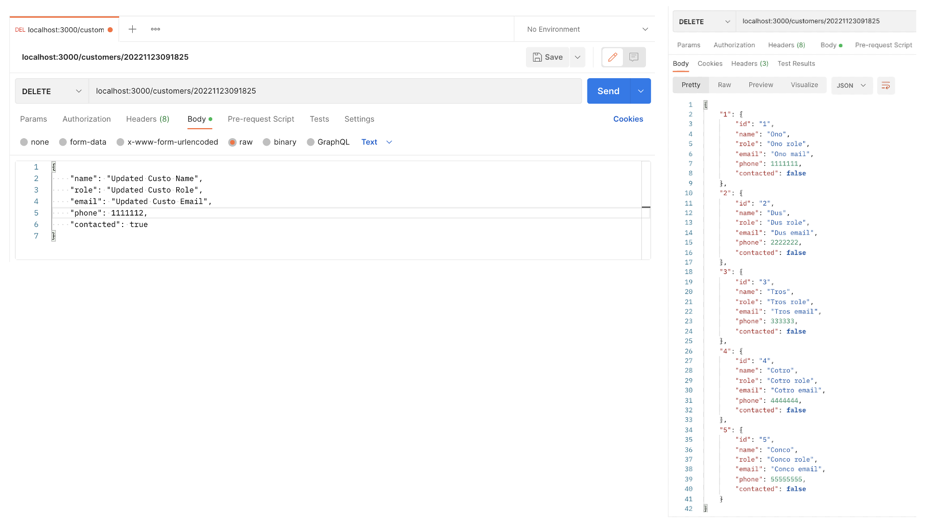 DEL localhost:3000/custom
No Environment
localhost:3000/customers/20221123091825
Save
DELETE
localhost:3000/customers/20221123091825
Send
Params Authorization Headers (8) Body Pre-request Script Tests Settings
Cookies
none form-data x-www-form-urlencoded raw binary GraphQL Text
1 {
2 "name": "Updated Custo Name",
3 "role": "Updated Custo Role",
4 "email": "Updated Custo Email",
5 "phone": 1111112,
6 "contacted": true
7 }
DELETE
localhost:3000/customers/20221123091825
Params Authorization Headers (8) Body Pre-request Script
Body Cookies Headers (3) Test Results
Pretty Raw Preview Visualize JSON
1 {
2 "1": {
3 "id": "1",
4 "name": "Ono",
5 "role": "Ono role",
6 "email": "Ono mail",
7 "phone": 1111111,
8 "contacted": false
9 },
10 "2": {
11 "id": "2",
12 "name": "Dus",
13 "role": "Dus role",
14 "email": "Dus email",
15 "phone": 2222222,
16 "contacted": false
17 },
18 "3": {
19 "id": "3",
20 "name": "Tros",
21 "role": "Tros role",
22 "email": "Tros email",
23 "phone": 333333,
24 "contacted": false
25 },
26 "4": {
27 "id": "4",
28 "name": "Cotro",
29 "role": "Cotro role",
30 "email": "Cotro email",
31 "phone": 4444444,
32 "contacted": false
33 },
34 "5": {
35 "id": "5",
36 "name": "Conco",
37 "role": "Conco role",
38 "email": "Conco email",
39 "phone": 55555555,
40 "contacted": false
41 }
42 }